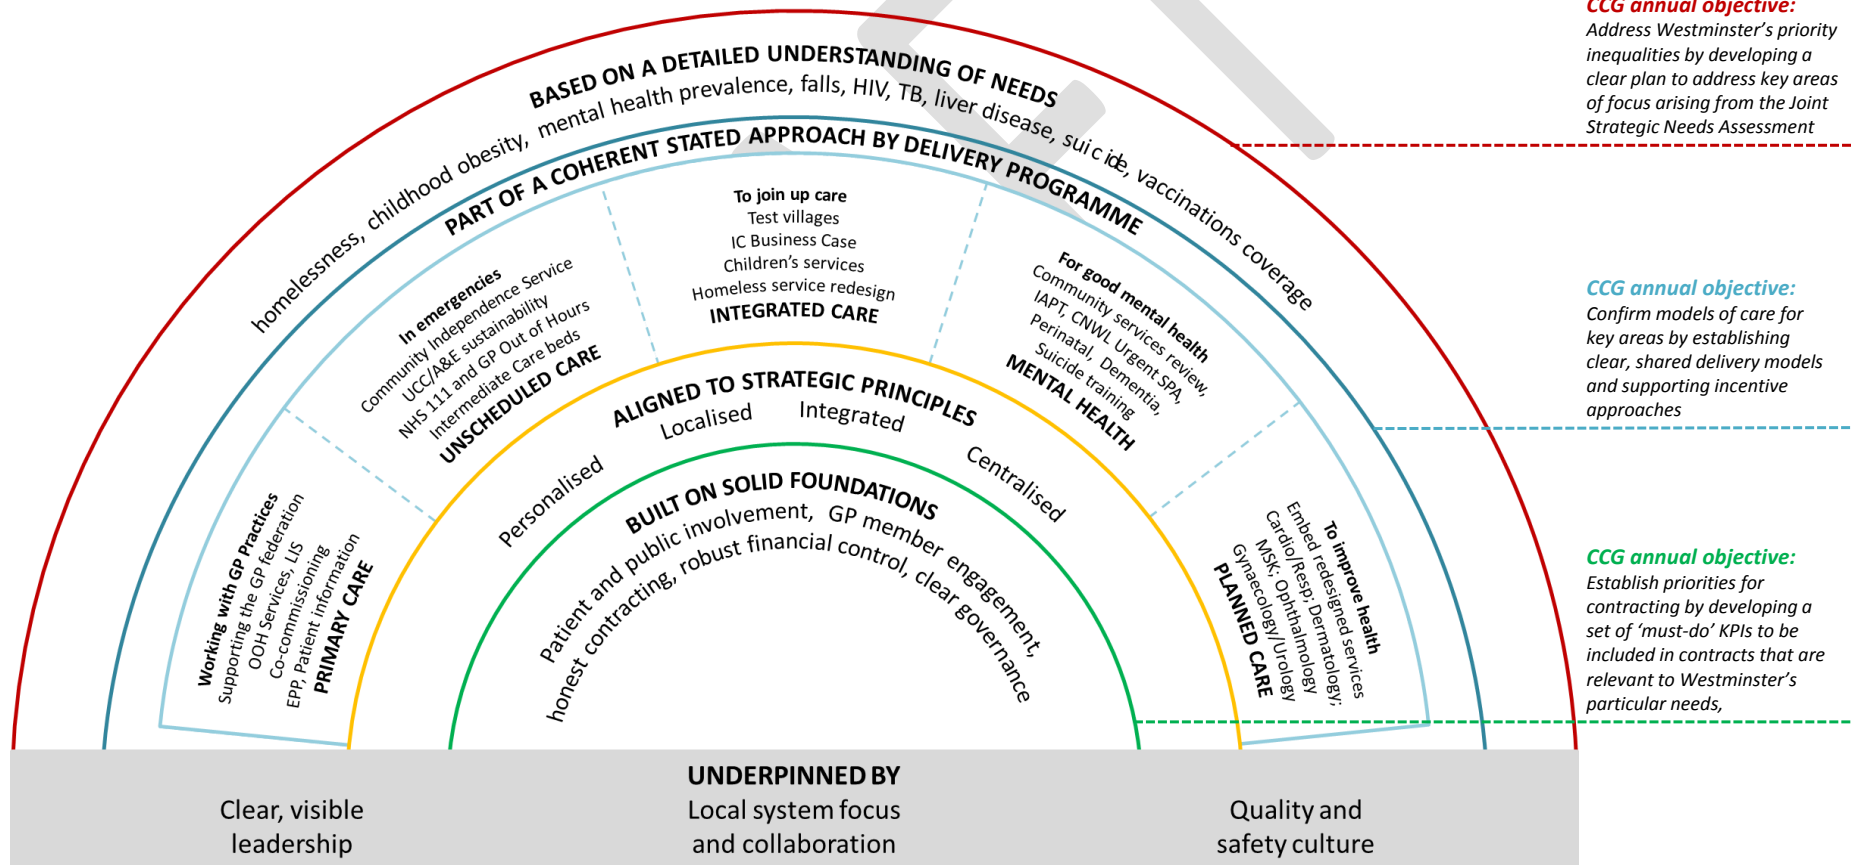 BASED ON A DETAILED UNDERSTANDING OF NEEDS
homelessness, childhood obesity, mental health prevalence, falls, HIV, TB, liver disease, suicide, vaccinations coverage
PART OF A COHERENT STATED APPROACH BY DELIVERY PROGRAMME
Working with GP Practices
Supporting the GP federation
OOH Services, LIS
Co-commissioning
EPP, Patient information
PRIMARY CARE
In emergencies
Community Independence Service
UCC/A&E sustainability
NHS 111 and GP Out of Hours
Intermediate Care beds
UNSCHEDULED CARE
To join up care
Test villages
IC Business Case
Children’s services
Homeless service redesign
INTEGRATED CARE
For good mental health
Community services review,
IAPT, CNWL Urgent SPA,
Perinatal, Dementia,
Suicide training
MENTAL HEALTH
To improve health
Embed redesigned services
Cardio/Resp; Dermatology;
MSK; Ophthalmology
Gynaecology/Urology
PLANNED CARE
ALIGNED TO STRATEGIC PRINCIPLES
Personalised
Localised
Integrated
Centralised
BUILT ON SOLID FOUNDATIONS
Patient and public involvement, GP member engagement,
honest contracting, robust financial control, clear governance
UNDERPINNED BY
Clear, visible
leadership
Local system focus
and collaboration
Quality and
safety culture
CCG annual objective:
Address Westminster’s priority
inequalities by developing a
clear plan to address key areas
of focus arising from the Joint
Strategic Needs Assessment
CCG annual objective:
Confirm models of care for
key areas by establishing
clear, shared delivery models
and supporting incentive
approaches
CCG annual objective:
Establish priorities for
contracting by developing a
set of ‘must-do’ KPIs to be
included in contracts that are
relevant to Westminster’s
particular needs,